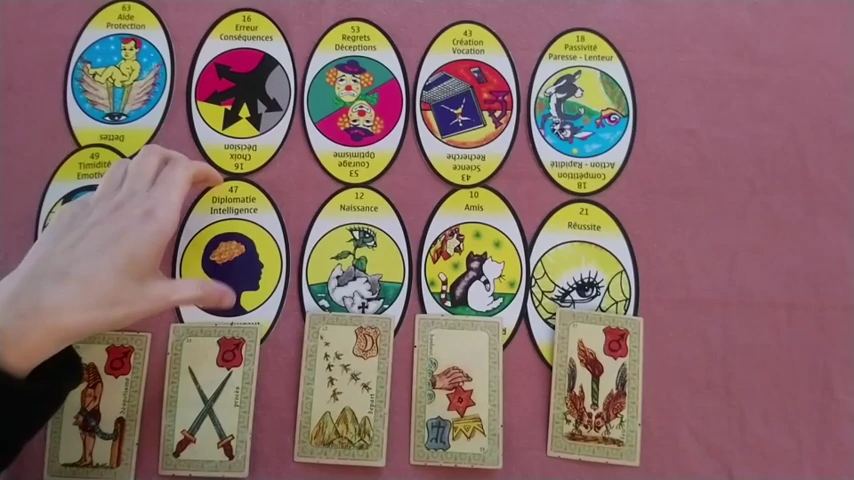 63
Aide
Protection
Dettes
16
Erreur
Conséquences
Décision
Choix
16
53
Regrets
Déceptions
Optimisme
Courage
53
43
Création
Vocation
Recherche
Science
43
18
Passivité
Paresse - Lenteur
Action - Rapidité
Compétition
18
49
Timidité
47
Diplomatie
Intelligence
12
Naissance
10
Amis
21
Réussite
procès
départ